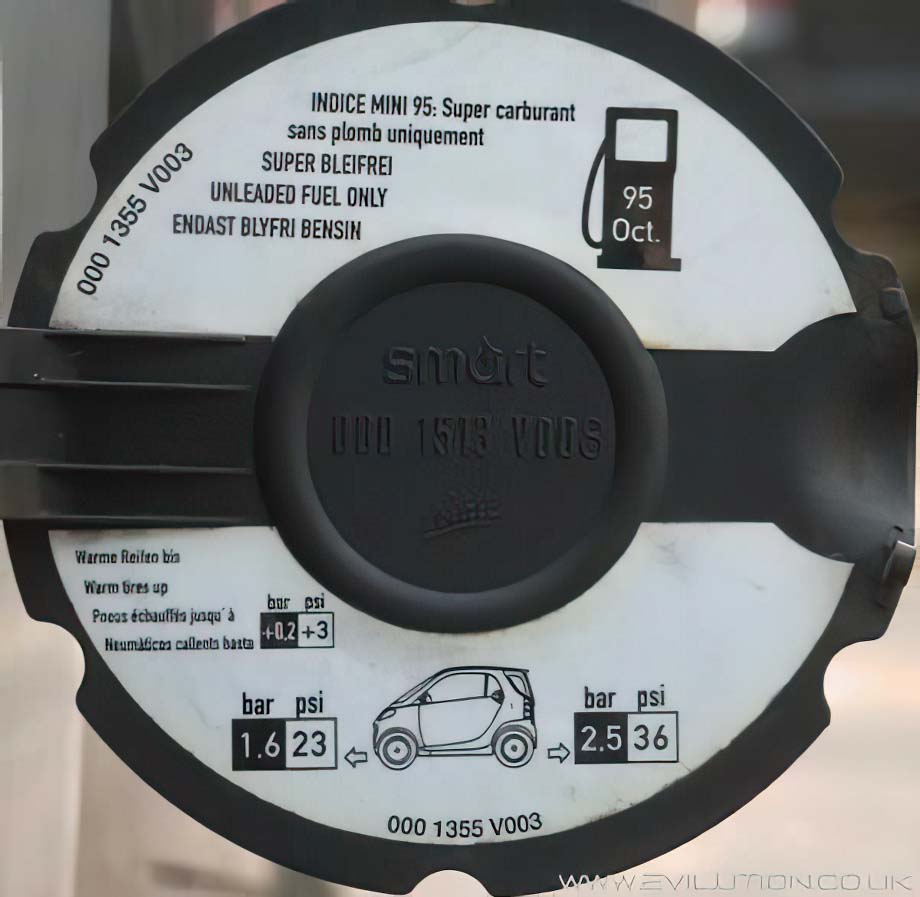 INDICE MINI 95: Super carburant
sans plomb uniquement
SUPER BLEIFREI
UNLEADED FUEL ONLY
ENDAST BLYFRI BENSIN
000 1355 V003
95
Oct.
smart
Warme Reifen bis
Warm up
jusqu'à
bar psi
+0,2 +3
bar psi
1.6 23
bar psi
2.5 36
000 1355 V003
WWW.EVILUTION.CO.UK